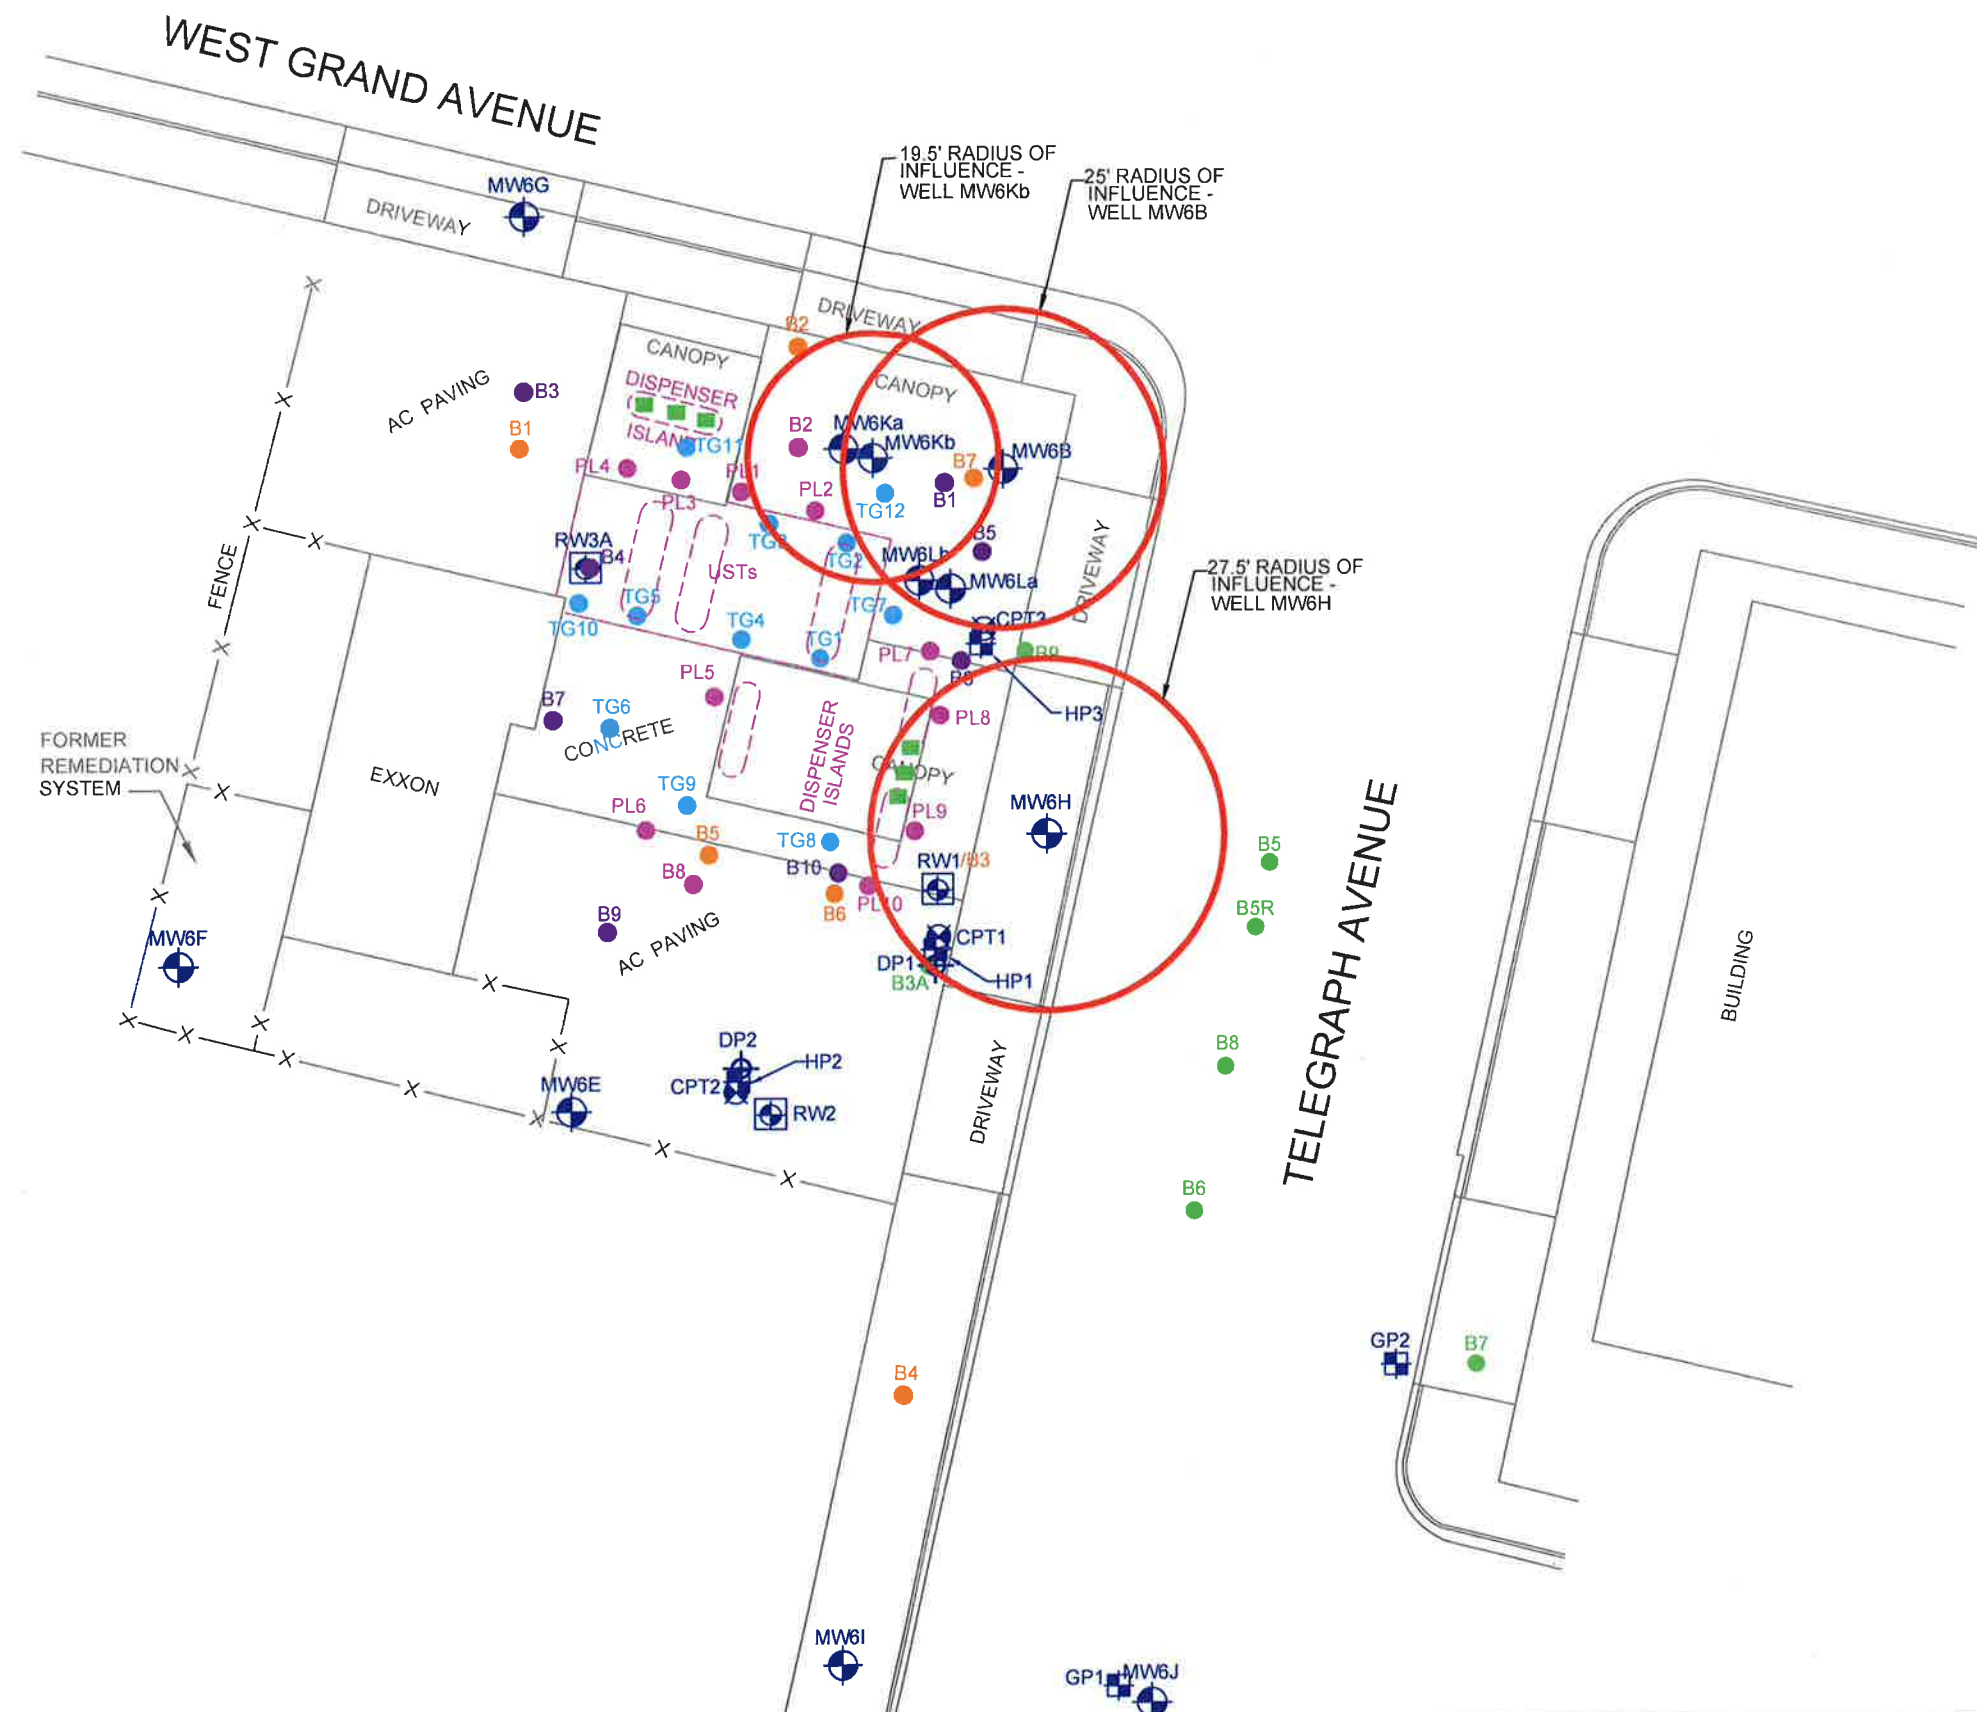 WEST GRAND AVENUE
19.5' RADIUS OF
INFLUENCE -
WELL MW6Kb
25' RADIUS OF
INFLUENCE -
WELL MW6B
MW6G
DRIVEWAY
DRIVEWAY
B2
CANOPY
CANOPY
DISPENSER
ISLAND
AC PAVING
B3
B1
TG11
B2
MW6Ka
MW6Kb
MW6B
B7
PL4
PL3
PL1
PL2
TG12
B1
B5
TG3
TG2
RW3A
B4
USTs
MW6Lb
MW6La
DRIVEWAY
27.5' RADIUS OF
INFLUENCE -
WELL MW6H
FENCE
TG10
TG5
TG4
TG1
TG7
CPT3
PL7
B9
PL5
B7
TG6
CONCRETE
PL8
HP3
FORMER
REMEDIATION
SYSTEM
EXXON
DISPENSER
ISLANDS
CANOPY
TG9
PL6
B5
TG8
PL9
MW6H
B8
B10
RW1/B3
B6
PL10
B9
AC PAVING
CPT1
DP1
HP1
B3A
MW6F
B5
B5R
TELEGRAPH AVENUE
BUILDING
DP2
HP2
CPT2
RW2
MW6E
DRIVEWAY
B8
B6
GP2
B7
B4
MW6I
GP1
MW6J